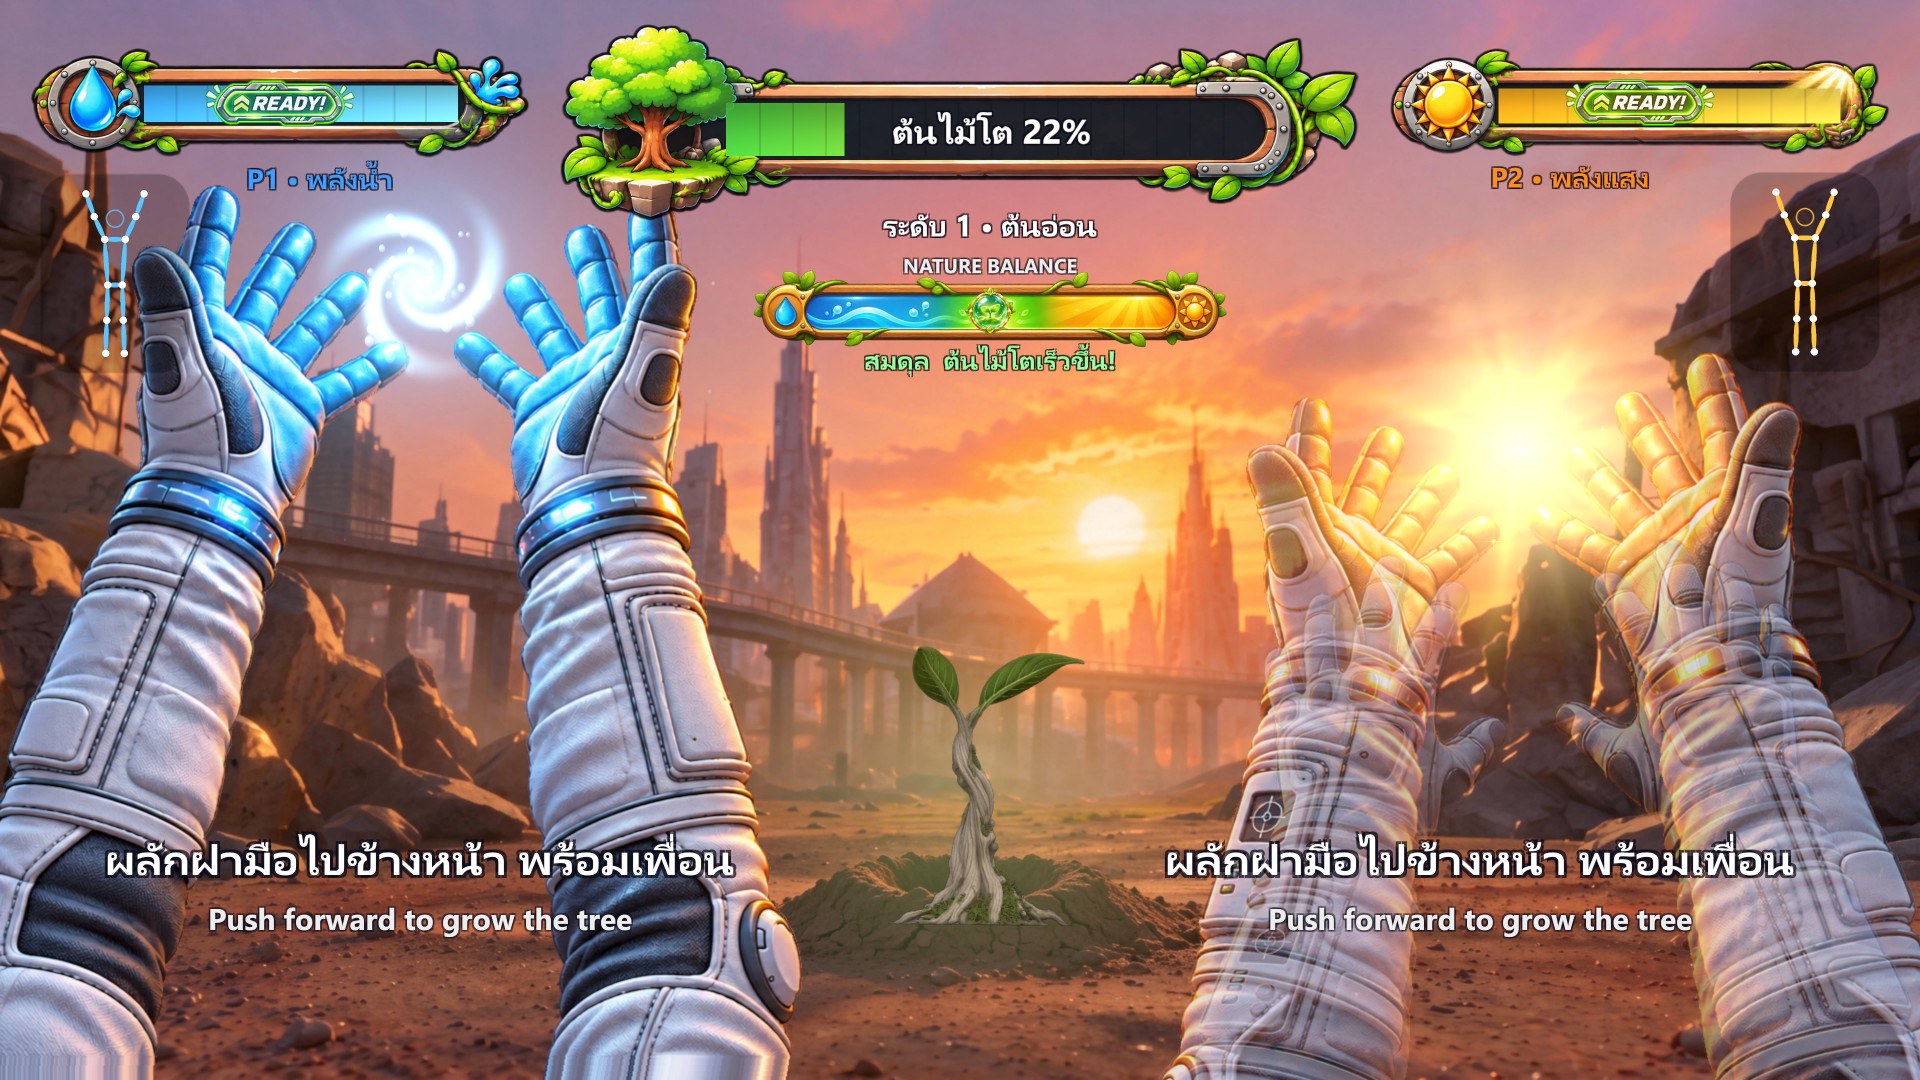 READY!
P1 • พลังน้ำ
ต้นไม้โต 22%
READY!
P2 • พลังแสง
ระดับ 1 • ต้นอ่อน
NATURE BALANCE
สมดุล ต้นไม้โตเร็วขึ้น!
ผลักฝ่ามือไปข้างหน้า พร้อมเพื่อน
Push forward to grow the tree
ผลักฝ่ามือไปข้างหน้า พร้อมเพื่อน
Push forward to grow the tree